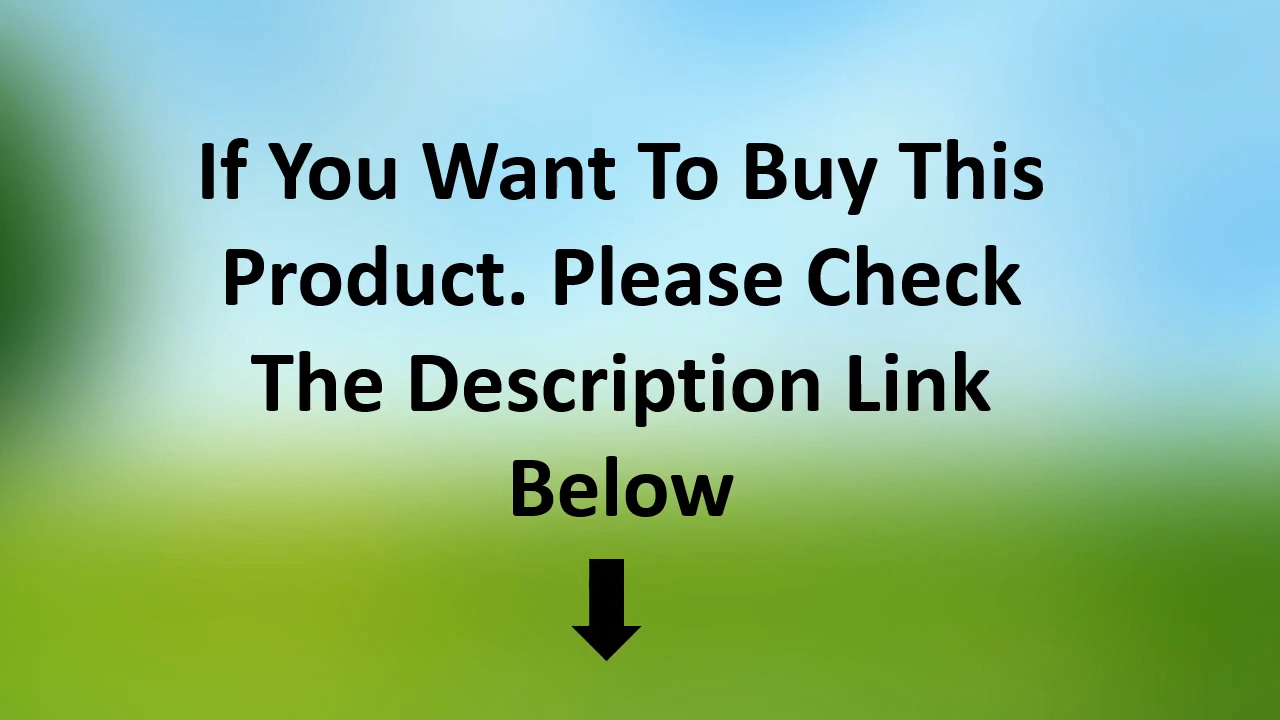 If You Want To Buy This
Product. Please Check
The Description Link
Below